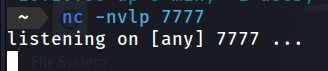 ~ nc -nvlp 7777
listening on [any] 7777 ...
File System